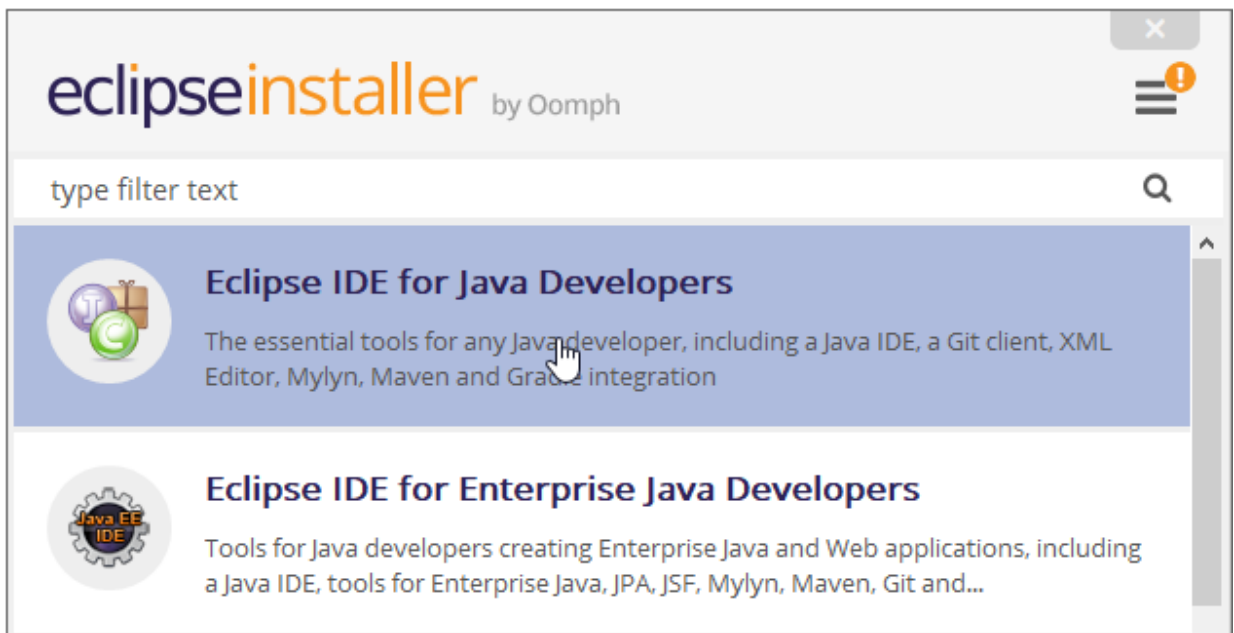 eclipseinstaller by Oomph
type filter text
Eclipse IDE for Java Developers
The essential tools for any Java developer, including a Java IDE, a Git client, XML
Editor, Mylyn, Maven and Gradle integration
Java EE
IDE
Eclipse IDE for Enterprise Java Developers
Tools for Java developers creating Enterprise Java and Web applications, including
a Java IDE, tools for Enterprise Java, JPA, JSF, Mylyn, Maven, Git and...